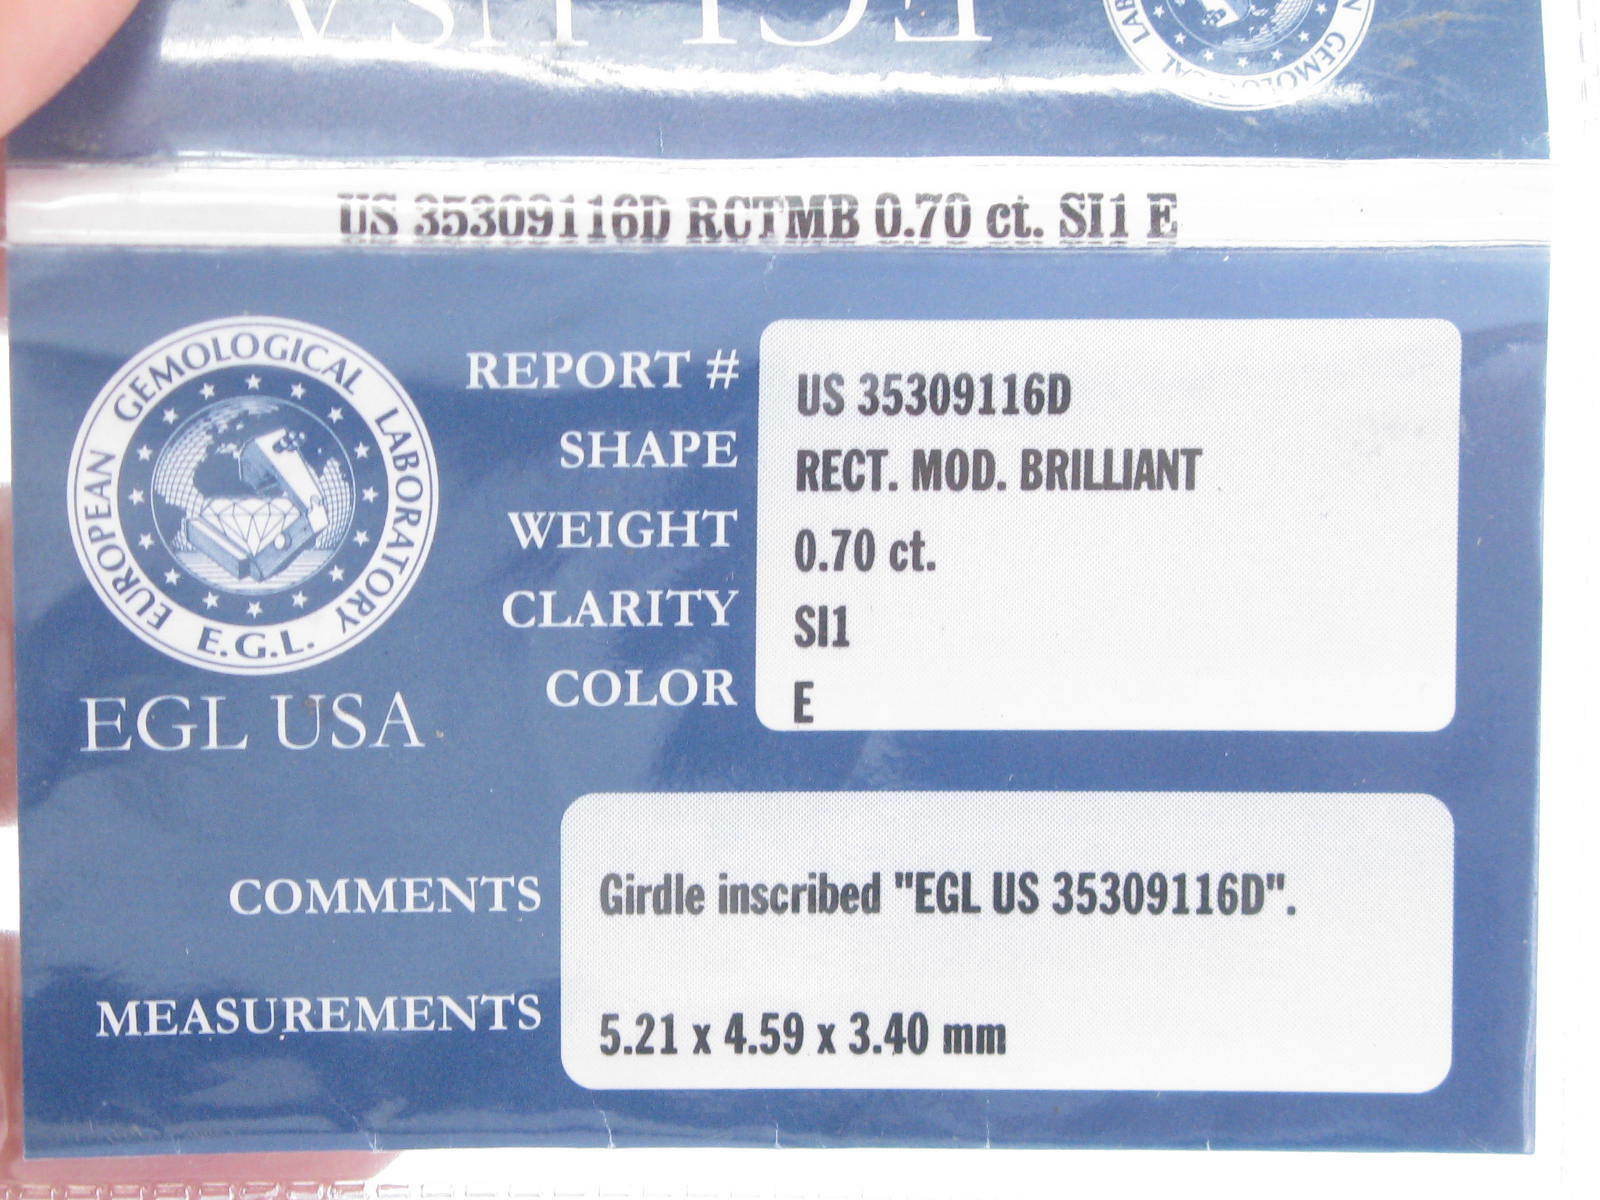 EGL USA
US 35309116D RCTMB 0.70 ct. SI1 E
EUROPEAN GEMOLOGICAL LABORATORY
E.G.L.
EGL USA
REPORT # US 35309116D
SHAPE RECT. MOD. BRILLIANT
WEIGHT 0.70 ct.
CLARITY SI1
COLOR E
COMMENTS Girdle inscribed "EGL US 35309116D".
MEASUREMENTS 5.21 x 4.59 x 3.40 mm